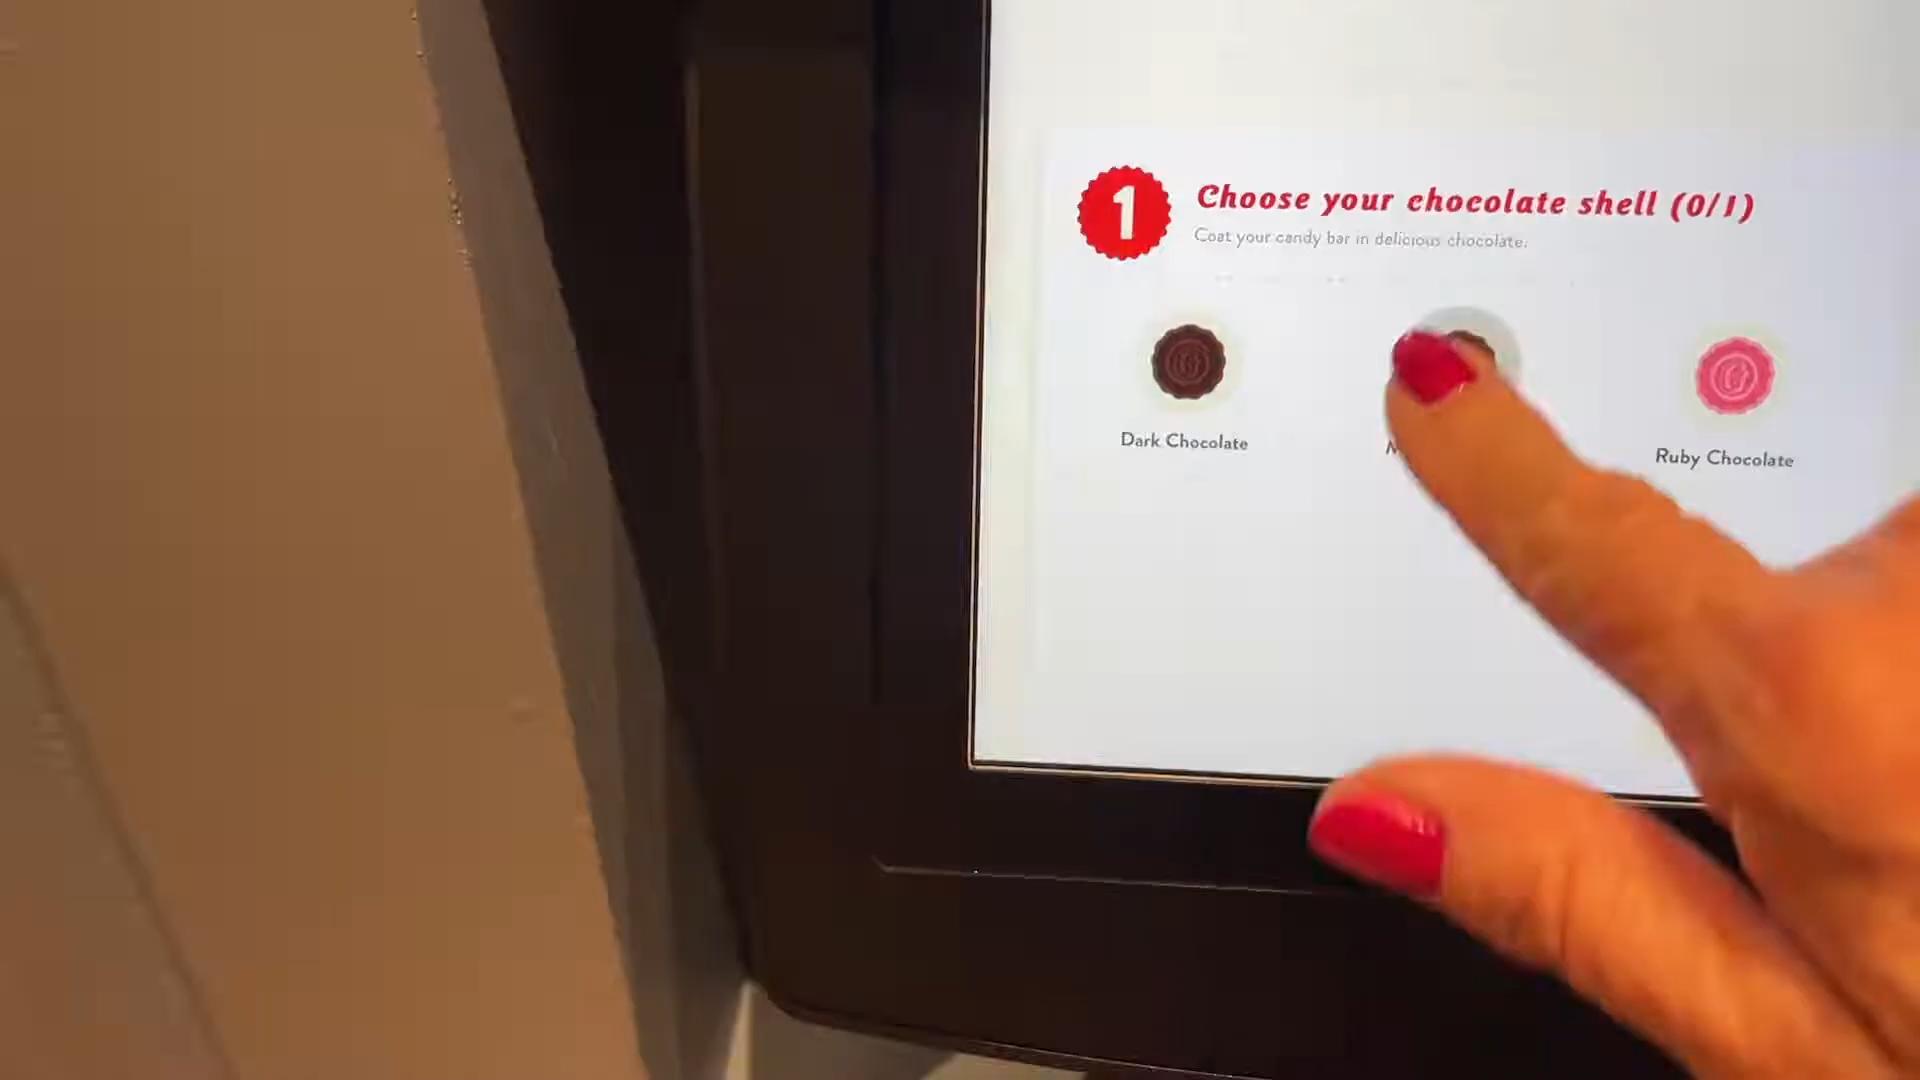 1
Choose your chocolate shell (0/1)
Coat your candy bar in delicious chocolate.
Dark Chocolate
Ruby Chocolate